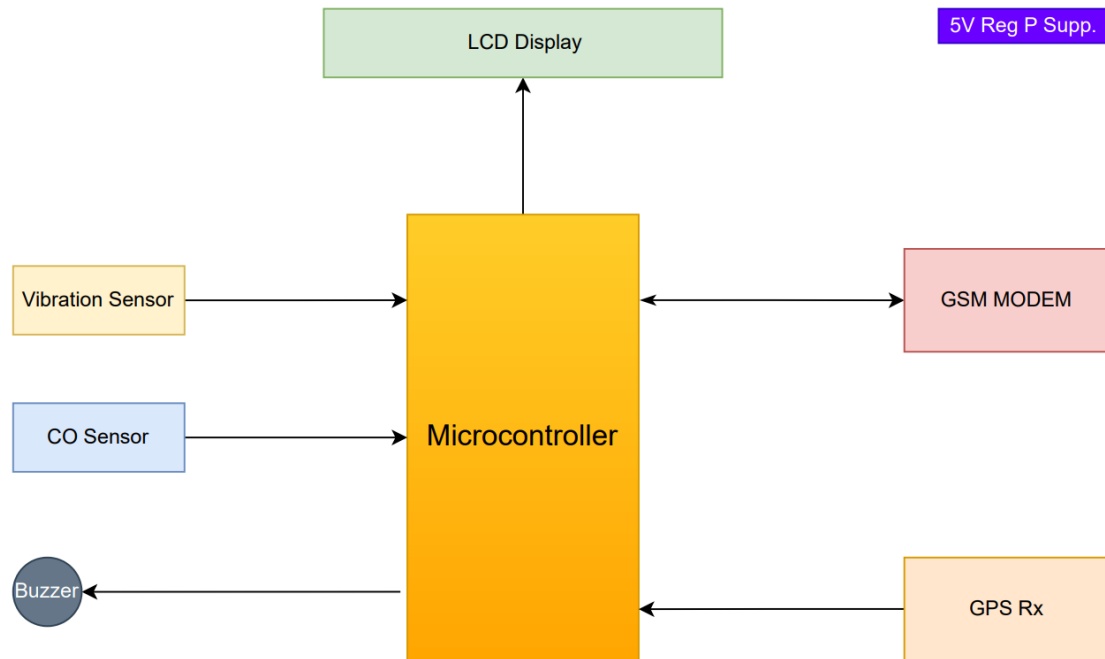 LCD Display
5V Reg P Supp.
Vibration Sensor
GSM MODEM
CO Sensor
Microcontroller
Buzzer
GPS Rx